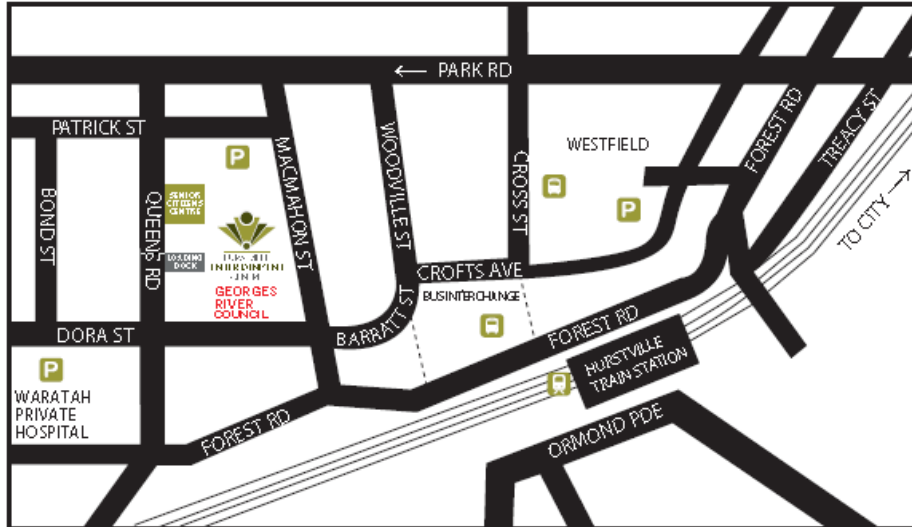 ← PARK RD
PATRICK ST
BOND ST
QUEENS RD
P
SENIOR
CITIZENS
CENTRE
LOADING
DOCK
ENTERTAINMENT
GEORGES
RIVER
COUNCIL
MACMAHON ST
WOODVILLE ST
CROSS ST
WESTFIELD
P
FOREST RD
TREACY ST
TO CITY →
CROFTS AVE
BUS INTERCHANGE
BARRATT ST
DORA ST
P
WARATAH
PRIVATE
HOSPITAL
FOREST RD
FOREST RD
HURSTVILLE
TRAIN STATION
ORMOND PDE